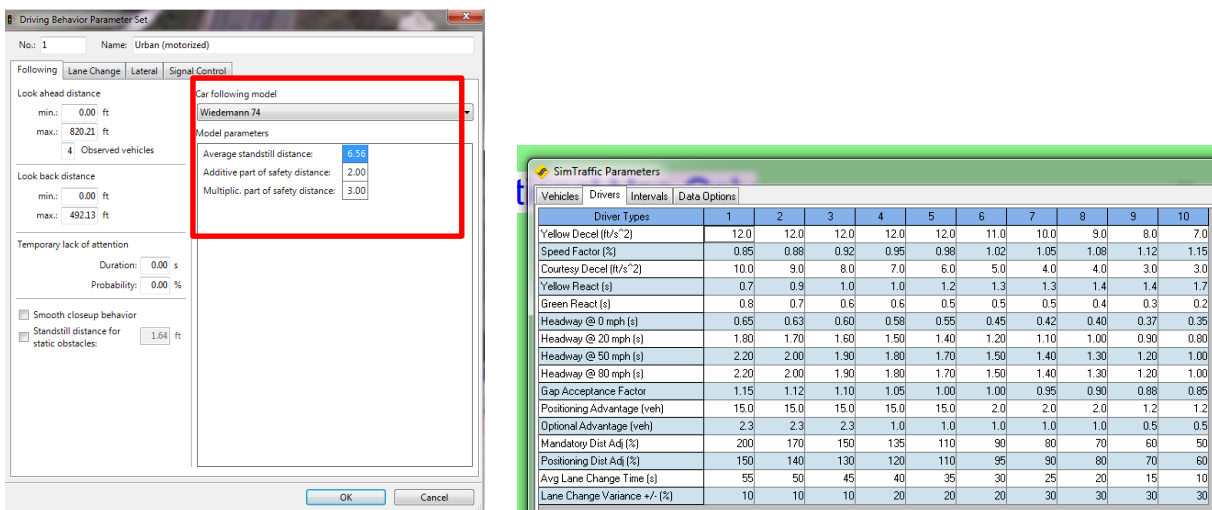 Driving Behavior Parameter Set
No.: 1 Name: Urban (motorized)
Following Lane Change Lateral Signal Control
Look ahead distance
min.: 0.00 ft
max.: 820.21 ft
4 Observed vehicles
Look back distance
min.: 0.00 ft
max.: 492.13 ft
Temporary lack of attention
Duration: 0.00 s
Probability: 0.00 %
Smooth closeup behavior
Standstill distance for
static obstacles: 1.64 ft
Car following model
Wiedemann 74
Model parameters
Average standstill distance: 6.56
Additive part of safety distance: 2.00
Multiplic. part of safety distance: 3.00
OK Cancel
SimTraffic Parameters
Vehicles Drivers Intervals Data Options
Driver Types 1 2 3 4 5 6 7 8 9 10
Yellow Decel (ft/s^2) 12.0 12.0 12.0 12.0 12.0 11.0 10.0 9.0 8.0 7.0
Speed Factor (%) 0.85 0.88 0.92 0.95 0.98 1.02 1.05 1.08 1.12 1.15
Courtesy Decel (ft/s^2) 10.0 9.0 8.0 7.0 6.0 5.0 4.0 4.0 3.0 3.0
Yellow React (s) 0.7 0.9 1.0 1.0 1.2 1.3 1.3 1.4 1.4 1.7
Green React (s) 0.8 0.7 0.6 0.6 0.5 0.5 0.5 0.4 0.3 0.2
Headway @ 0 mph (s) 0.65 0.63 0.60 0.58 0.55 0.45 0.42 0.40 0.37 0.35
Headway @ 20 mph (s) 1.80 1.70 1.60 1.50 1.40 1.20 1.10 1.00 0.90 0.80
Headway @ 50 mph (s) 2.20 2.00 1.90 1.80 1.70 1.50 1.40 1.30 1.20 1.00
Headway @ 80 mph (s) 2.20 2.00 1.90 1.80 1.70 1.50 1.40 1.30 1.20 1.00
Gap Acceptance Factor 1.15 1.12 1.10 1.05 1.00 1.00 0.95 0.90 0.88 0.85
Positioning Advantage (veh) 15.0 15.0 15.0 15.0 15.0 2.0 2.0 2.0 1.2 1.2
Optional Advantage (veh) 2.3 2.3 2.3 1.0 1.0 1.0 1.0 1.0 0.5 0.5
Mandatory Dist Adj (%) 200 170 150 135 110 90 80 70 60 50
Positioning Dist Adj (%) 150 140 130 120 110 95 90 80 70 60
Avg Lane Change Time (s) 55 50 45 40 35 30 25 20 15 10
Lane Change Variance +/- (%) 10 10 10 20 20 20 20 30 30 30